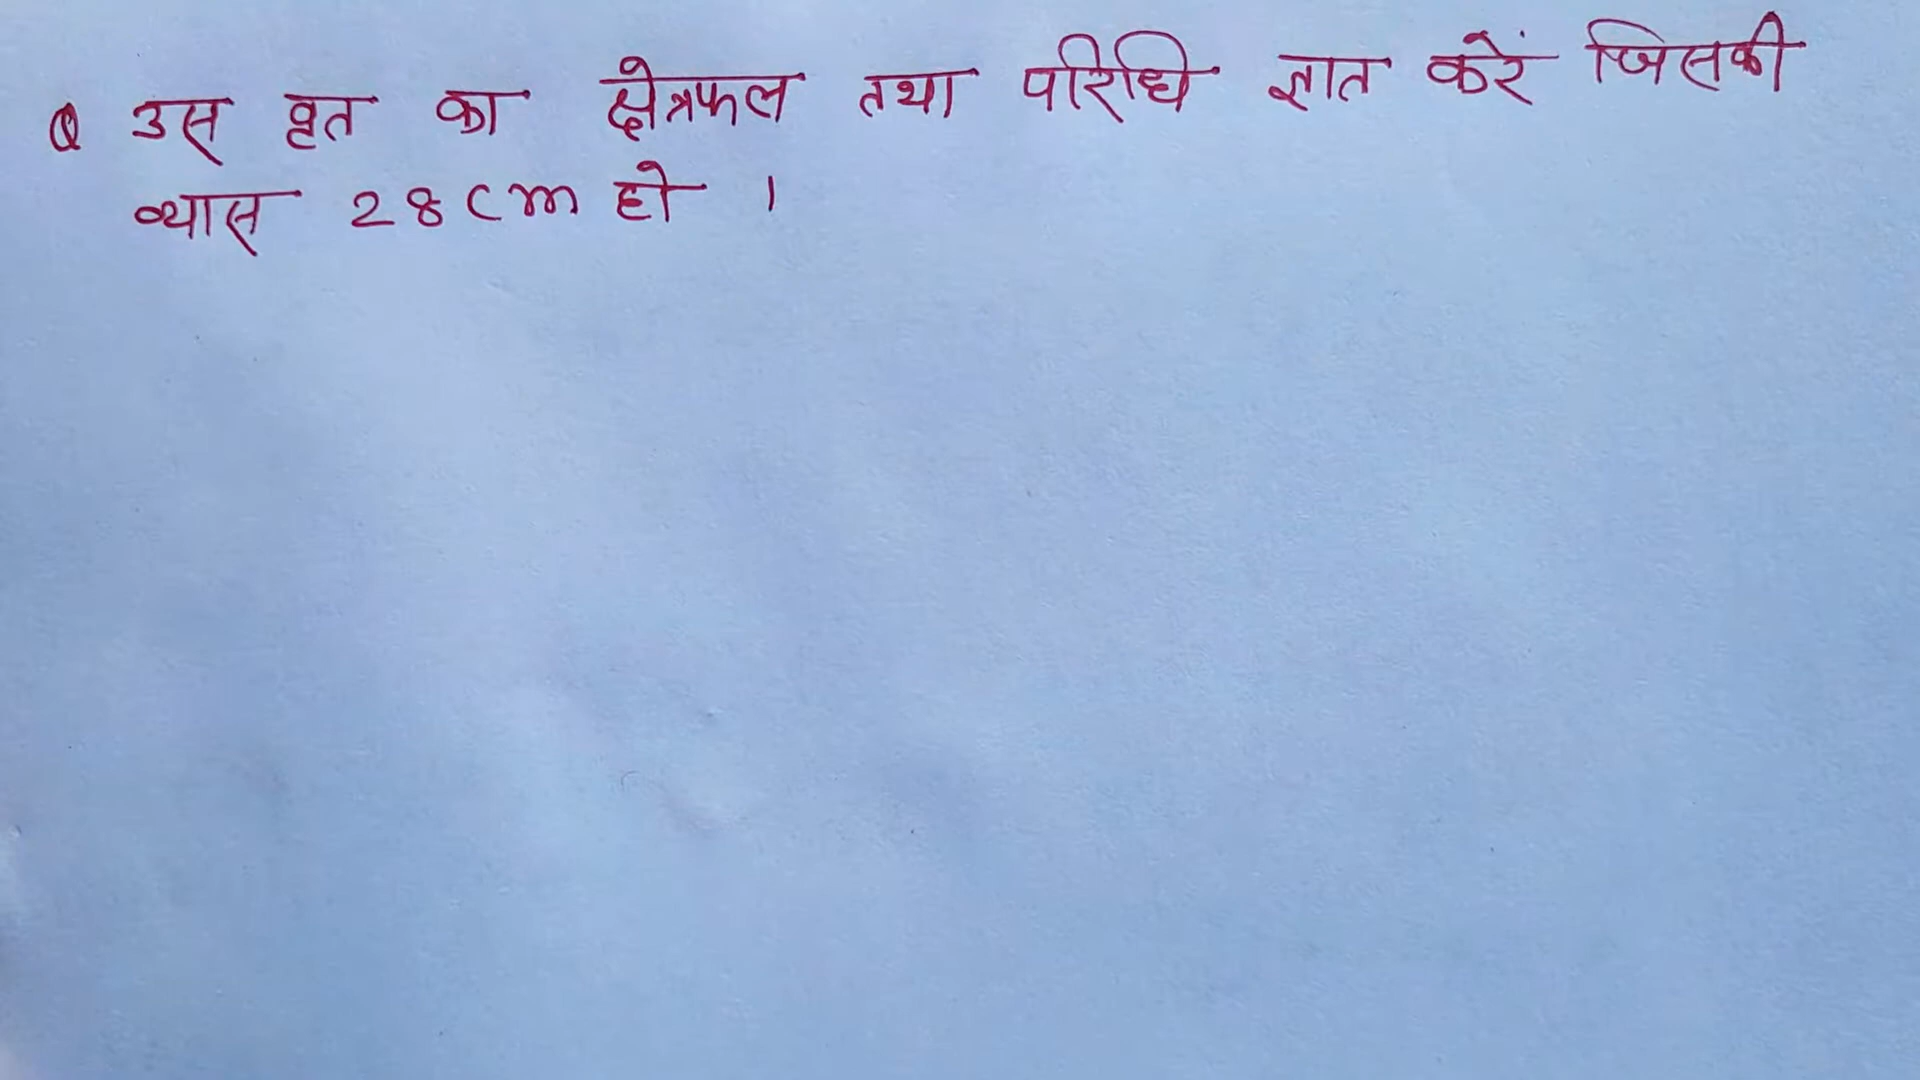 Q उस वृत का क्षेत्रफल तथा परिधि ज्ञात करें जिसकी
व्यास 28 cm हो ।